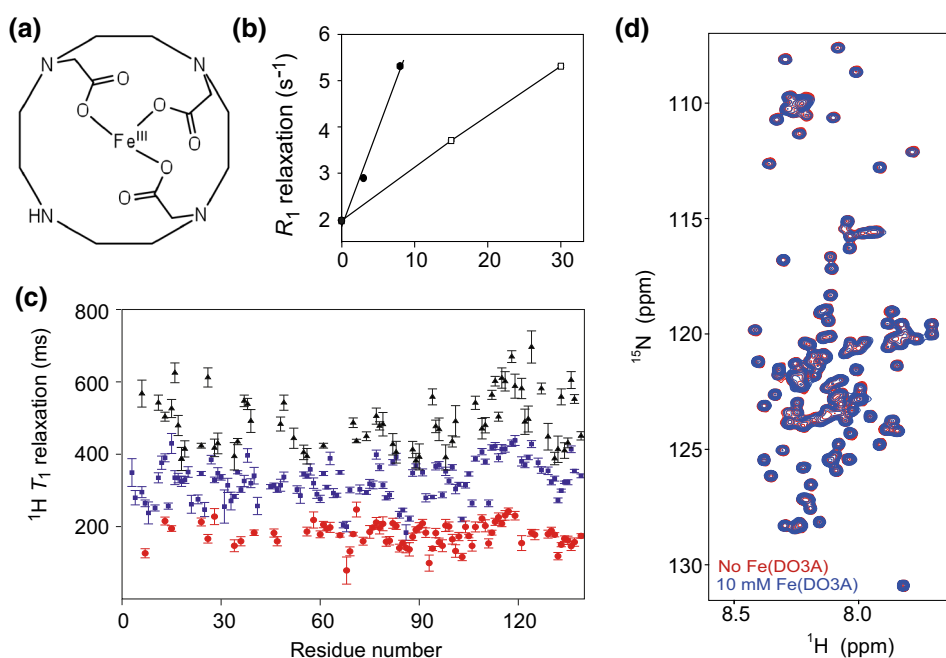 (a)
N
N
O
O
O
O
Fe^III
O
O
HN
N
(b)
R₁ relaxation (s⁻¹)
6
5
4
3
2
0
10
20
30
(c)
¹H T₁ relaxation (ms)
800
600
400
200
0
30
60
90
120
Residue number
(d)
¹⁵N (ppm)
110
115
120
125
130
No Fe(DO3A)
10 mM Fe(DO3A)
8.5
8.0
¹H (ppm)